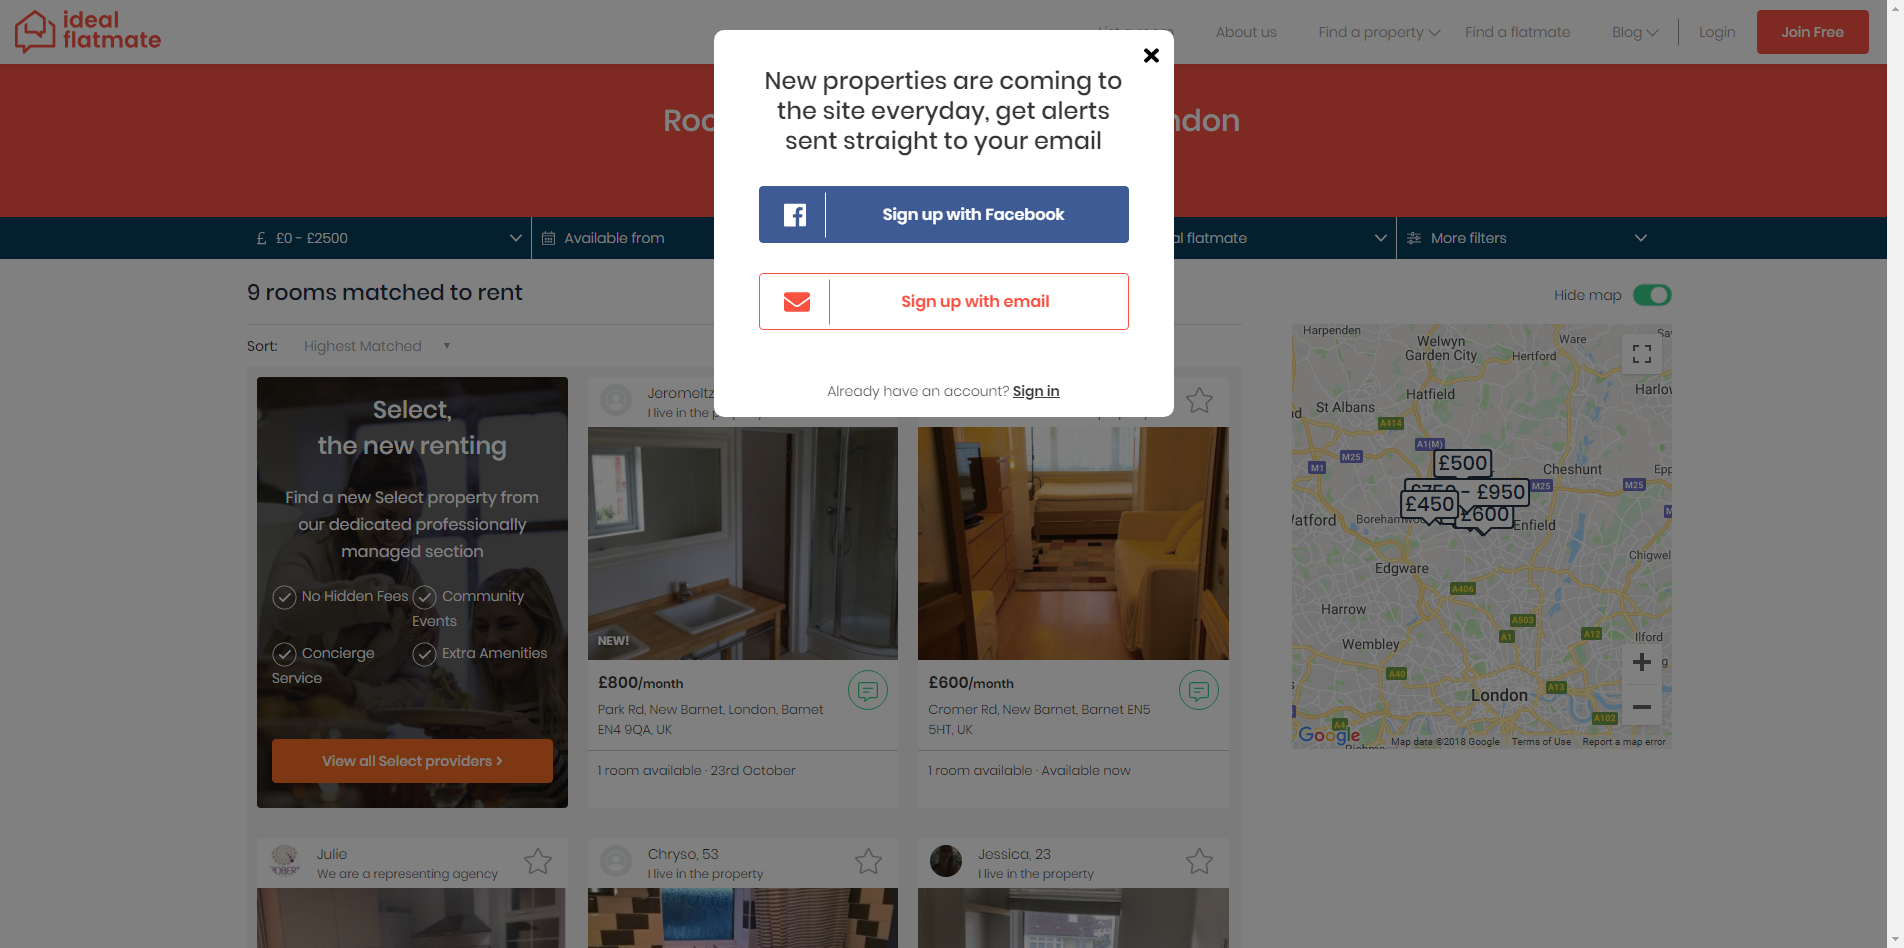 ideal
flatmate
About us
Find a property
Find a flatmate
Blog
Login
Join Free
New properties are coming to
the site everyday, get alerts
sent straight to your email
Sign up with Facebook
Sign up with email
Already have an account? Sign in
£ £0 - £2500
Available from
flatmate
More filters
9 rooms matched to rent
Hide map
Sort: Highest Matched
Select,
the new renting
Find a new Select property from
our dedicated professionally
managed section
No Hidden Fees
Community
Events
Concierge
Service
Extra Amenities
View all Select providers >
Jeromeltz
I live in the
NEW!
£800/month
Park Rd, New Barnet, London, Barnet
EN4 9QA, UK
1 room available · 23rd October
£600/month
Cromer Rd, New Barnet, Barnet EN5
5HT, UK
1 room available · Available now
Julie
We are a representing agency
Chryso, 53
I live in the property
Jessica, 23
I live in the property
Harpenden
Ware
Welwyn
Garden City
Hertford
Hatfield
St Albans
A414
A1(M)
M25
M1
£500
Cheshunt
M25
M25
£750 - £950
£450
£600
Enfield
Edgware
A406
Harrow
A503
A1
A12
Ilford
Wembley
A40
London
A13
A102
Google
Map data ©2018 Google
Terms of Use
Report a map error